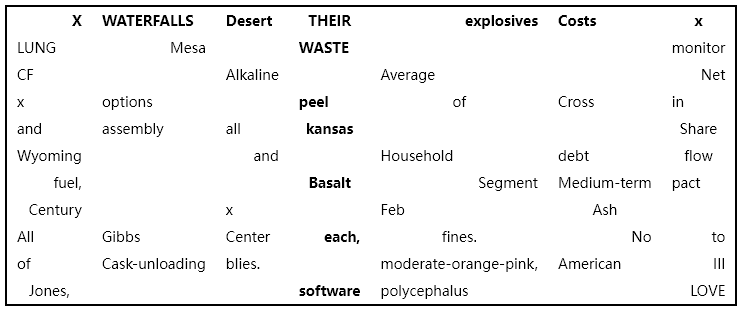 X WATERFALLS Desert THEIR explosives Costs x
LUNG Mesa WASTE monitor
CF Alkaline Average Net
x options peel of Cross in
and assembly all kansas Share
Wyoming and Household debt flow
fuel, Basalt Segment Medium-term pact
Century x Feb Ash
All Gibbs Center each, fines. No to
of Cask-unloading blies. moderate-orange-pink, American III
Jones, software polycephalus LOVE